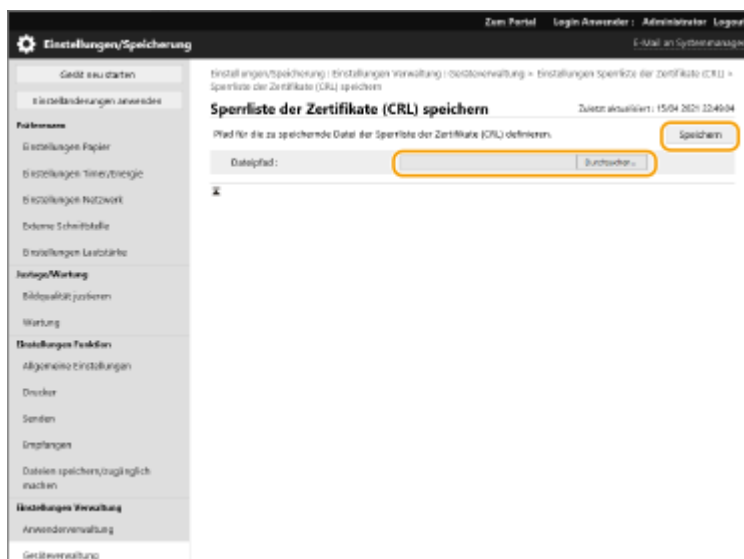 Zum Portal Login Anwender : Administrator Logout
Einstellungen/Speicherung
E-Mail an Systemmanager
Gerät neu starten
Einstelländerungen anwenden
Präferenzen
Einstellungen Papier
Einstellungen Timer/Energie
Einstellungen Netzwerk
Externe Schnittstelle
Einstellungen Lautstärke
Justage/Wartung
Bildqualität justieren
Wartung
Einstellungen Funktion
Allgemeine Einstellungen
Drucker
Senden
Empfangen
Dateien speichern/zugänglich
machen
Einstellungen Verwaltung
Anwenderverwaltung
Geräteverwaltung
Einstellungen/Speicherung : Einstellungen Verwaltung : Geräteverwaltung > Einstellungen Sperrliste der Zertifikate (CRL) >
Sperrliste der Zertifikate (CRL) speichern
Sperrliste der Zertifikate (CRL) speichern
Zuletzt aktualisiert : 15/04 2021 22:49:04
Pfad für die zu speichernde Datei der Sperrliste der Zertifikate (CRL) definieren.
Speichern
Dateipfad :
Durchsuchen...